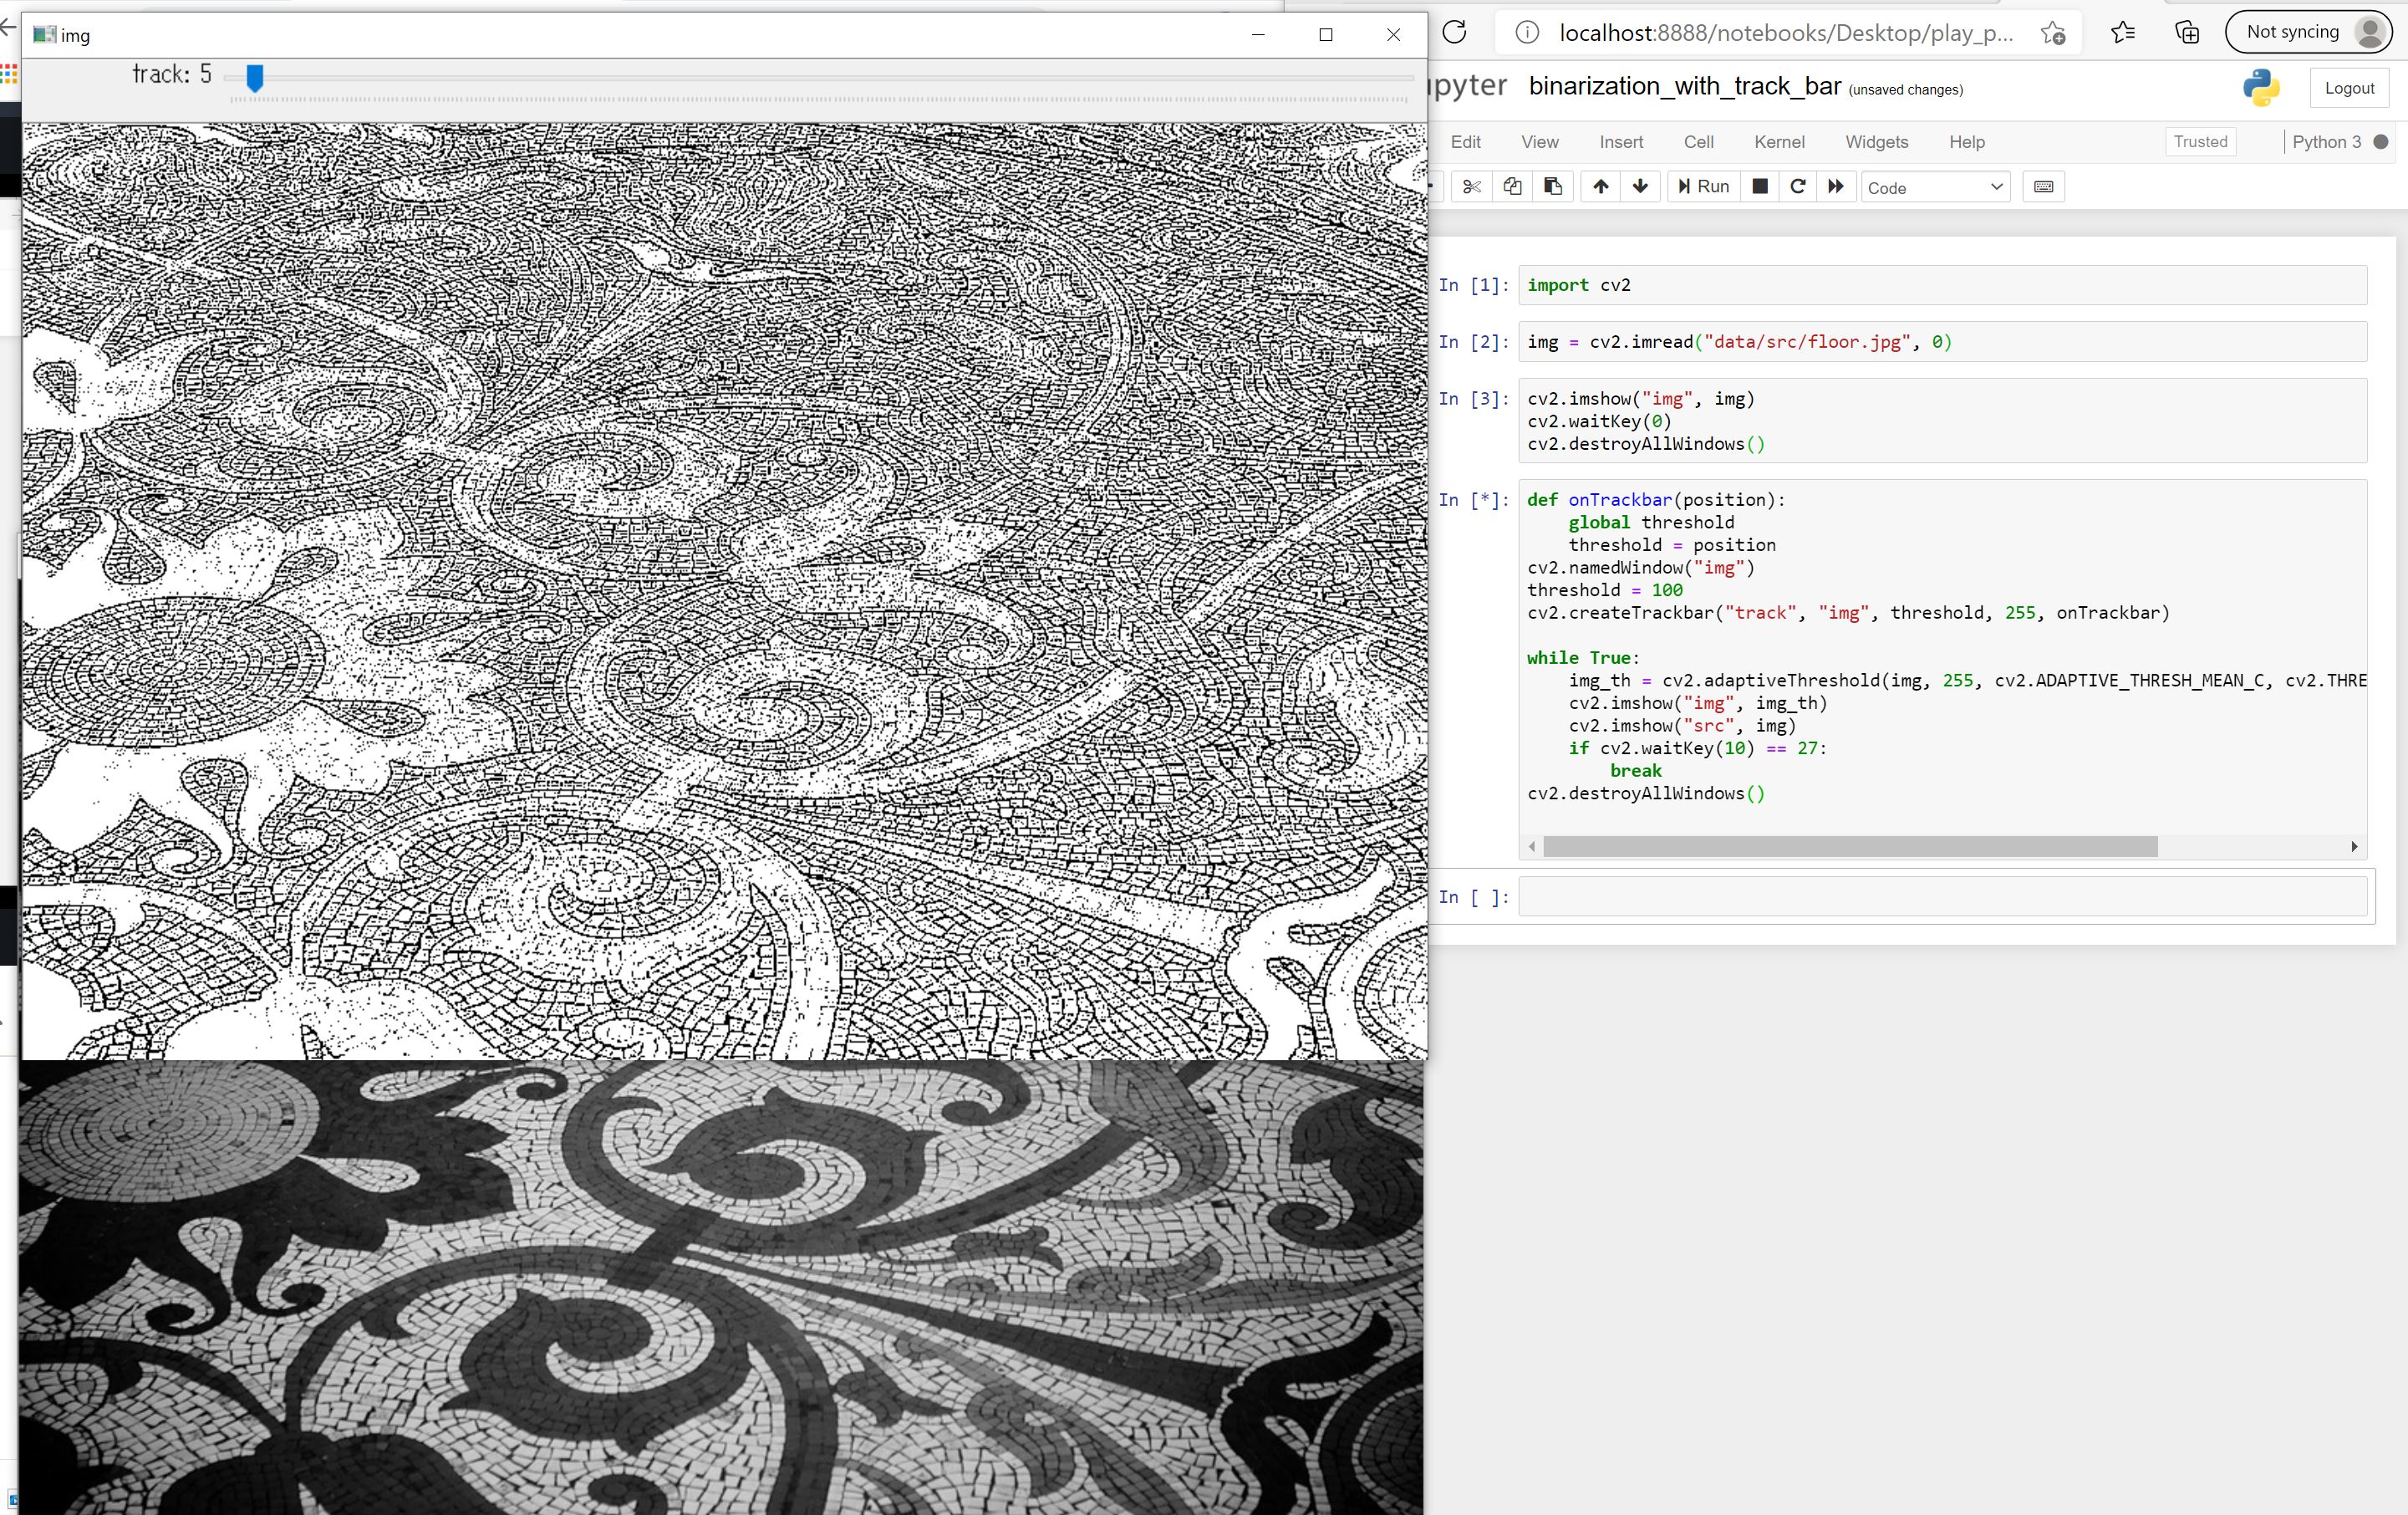 img
track: 5
localhost:8888/notebooks/Desktop/play_p...
Not syncing
upyter binarization_with_track_bar (unsaved changes)
Logout
Edit View Insert Cell Kernel Widgets Help
Trusted
Python 3
Run
Code
In [1]: import cv2
In [2]: img = cv2.imread("data/src/floor.jpg", 0)
In [3]: cv2.imshow("img", img)
cv2.waitKey(0)
cv2.destroyAllWindows()
In [*]: def onTrackbar(position):
global threshold
threshold = position
cv2.namedWindow("img")
threshold = 100
cv2.createTrackbar("track", "img", threshold, 255, onTrackbar)
while True:
img_th = cv2.adaptiveThreshold(img, 255, cv2.ADAPTIVE_THRESH_MEAN_C, cv2.THRE
cv2.imshow("img", img_th)
cv2.imshow("src", img)
if cv2.waitKey(10) == 27:
break
cv2.destroyAllWindows()
In [ ]: